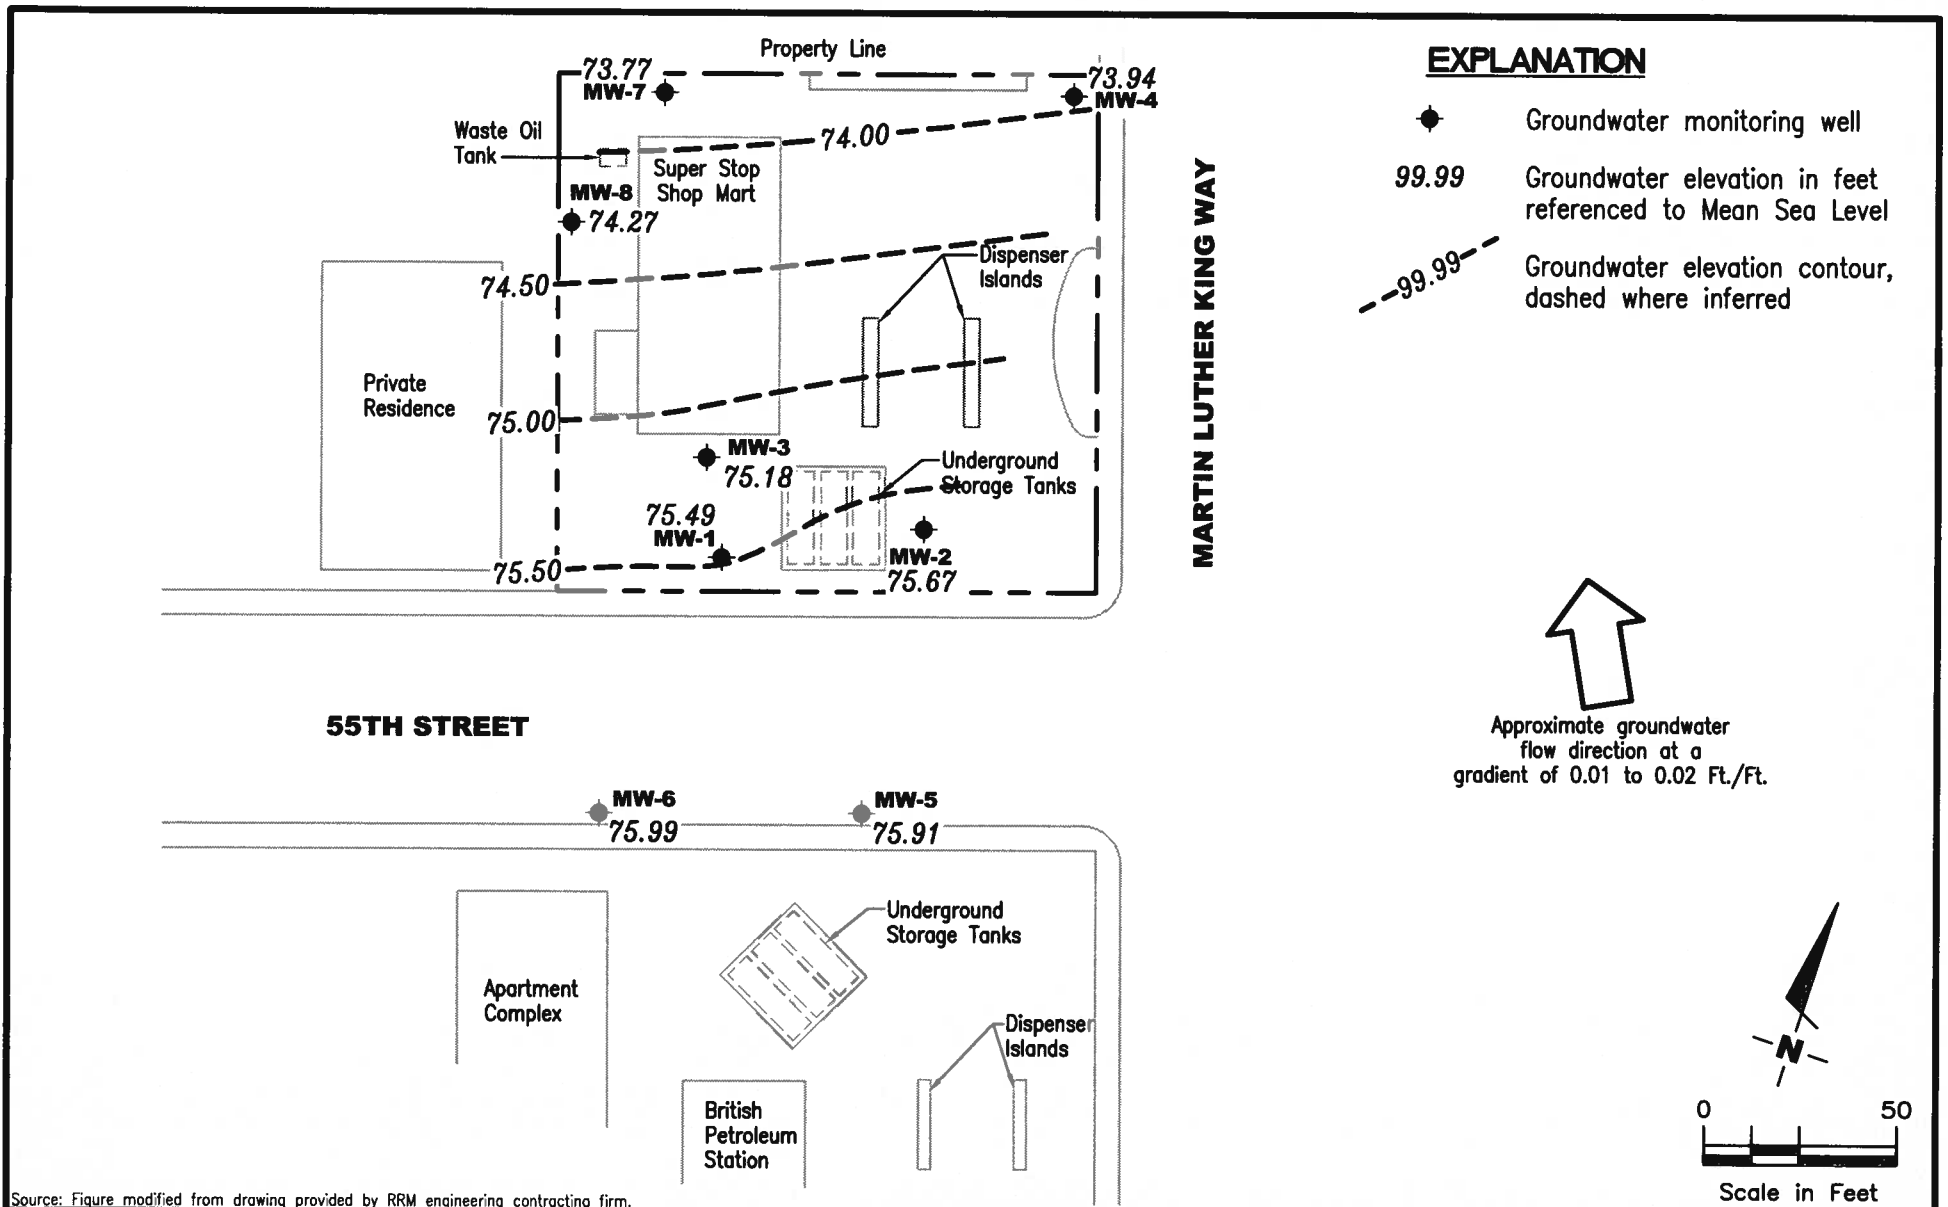 Property Line
73.77
MW-7
73.94
MW-4
74.00
Waste Oil
Tank
Super Stop
Shop Mart
MW-8
74.27
74.50
Dispenser
Islands
Private
Residence
75.00
MW-3
75.18
Underground
Storage Tanks
75.49
MW-1
MW-2
75.67
75.50
MARTIN LUTHER KING WAY
55TH STREET
MW-6
75.99
MW-5
75.91
Underground
Storage Tanks
Apartment
Complex
Dispenser
Islands
British
Petroleum
Station
Source: Figure modified from drawing provided by RRM engineering contracting firm.
EXPLANATION
Groundwater monitoring well
99.99
Groundwater elevation in feet
referenced to Mean Sea Level
99.99
Groundwater elevation contour,
dashed where inferred
Approximate groundwater
flow direction at a
gradient of 0.01 to 0.02 Ft./Ft.
N
0 50
Scale in Feet